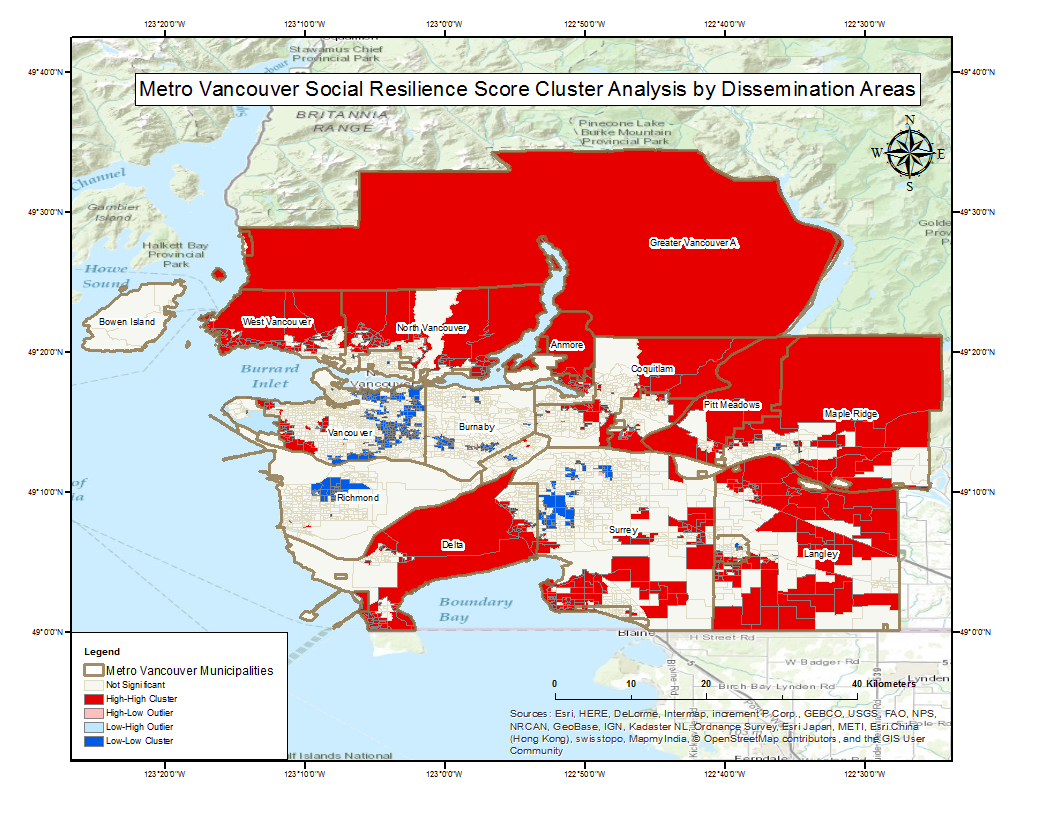 123°20'0"W 123°10'0"W 123°0'0"W 122°50'0"W 122°40'0"W 122°30'0"W
Stawamus Chief
Provincial Park
49°40'0"N 49°40'0"N
Metro Vancouver Social Resilience Score Cluster Analysis by Dissemination Areas
BRITANNIA
RANGE
Pinecone Lake -
Burke Mountain
Provincial Park
N
W E
S
Channel
Gambier
Island
49°30'0"N 49°30'0"N
Halkett Bay
Provincial
Park
Greater Vancouver A
Howe
Sound
Bowen Island
West Vancouver
North Vancouver
49°20'0"N 49°20'0"N
Anmore
Coquitlam
Burrard
Inlet
Vancouver
Pitt Meadows
Maple Ridge
Vancouver
Burnaby
49°10'0"N 49°10'0"N
Richmond
Surrey
Delta
Langley
Boundary
Bay
49°0'0"N 49°0'0"N
Blaine
H Street Rd
W Badger Rd
Birch Bay Lynden Rd
Lynden
Blaine-Rd
Legend
Metro Vancouver Municipalities
Not Significant
High-High Cluster
High-Low Outlier
Low-High Outlier
Low-Low Cluster
0 10 20 40 Kilometers
Sources: Esri, HERE, DeLorme, Intermap, increment P Corp., GEBCO, USGS, FAO, NPS,
NRCAN, GeoBase, IGN, Kadaster NL, Ordnance Survey, Esri Japan, METI, Esri China
(Hong Kong), swisstopo, MapmyIndia, © OpenStreetMap contributors, and the GIS User
Community
Ferndale
lf Islands National
123°20'0"W 123°10'0"W 123°0'0"W 122°50'0"W 122°40'0"W 122°30'0"W